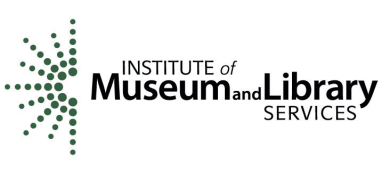 INSTITUTE of
Museum and Library
SERVICES